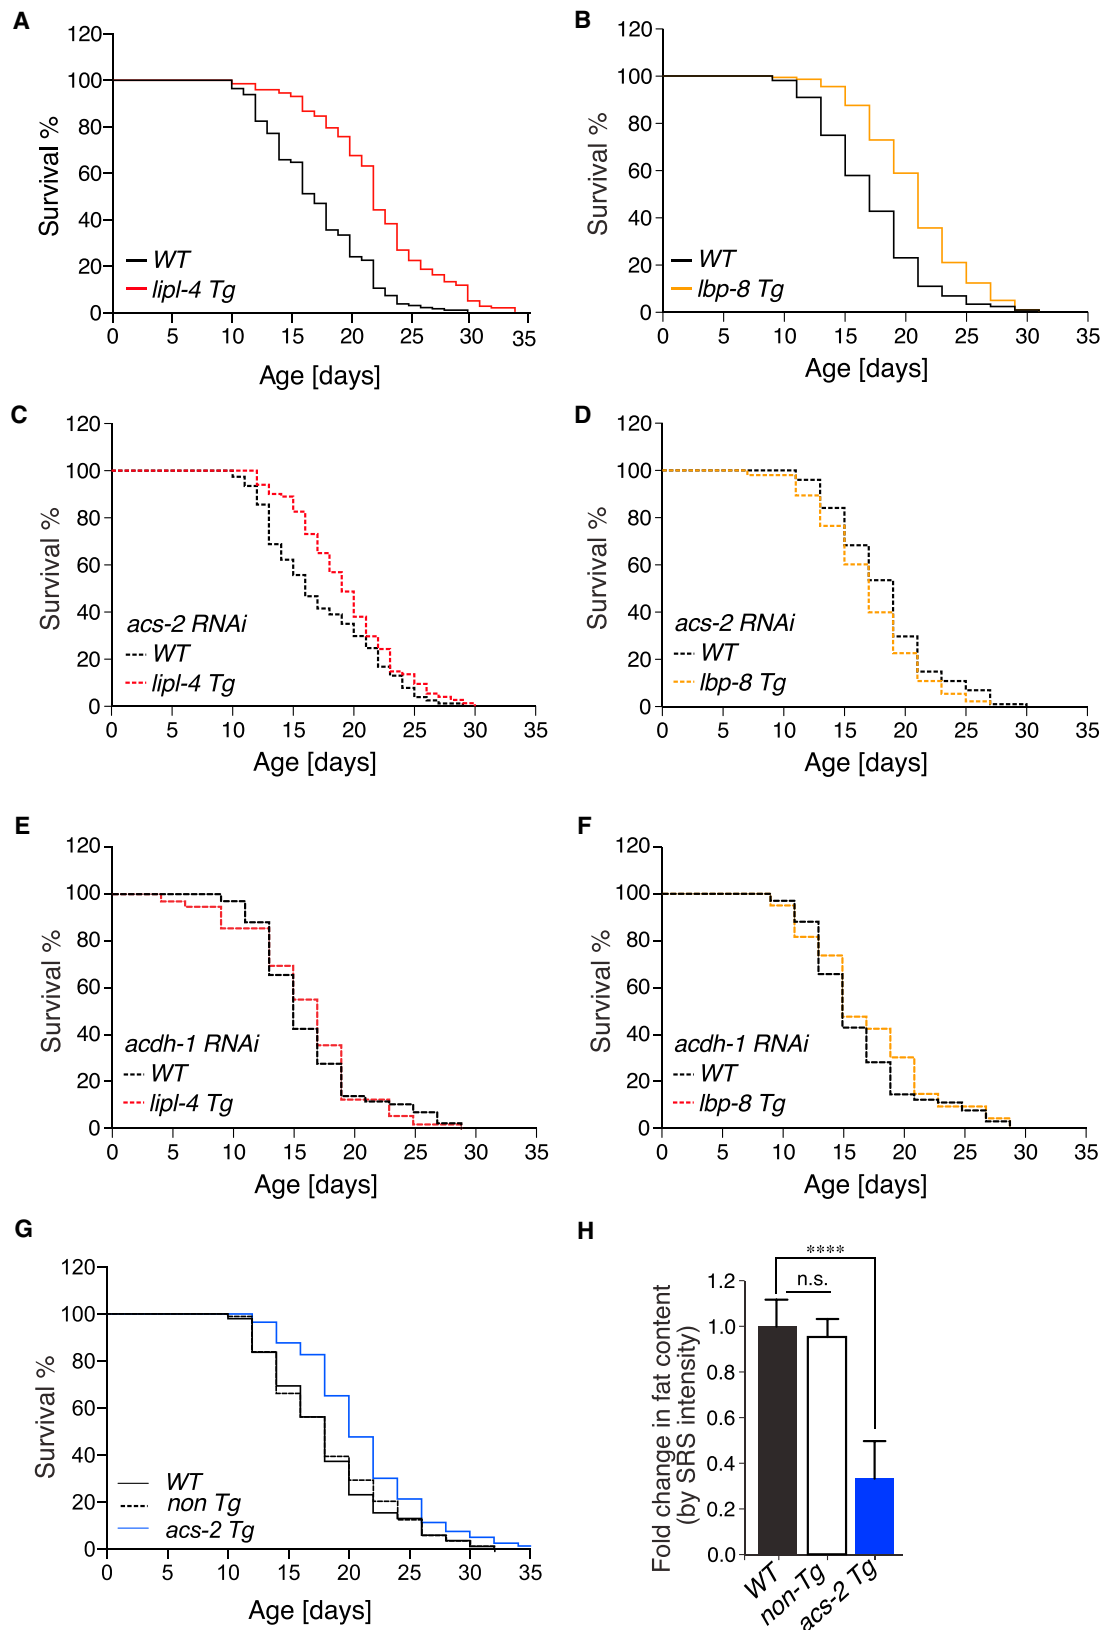 A
120
100
80
60
40
20
0
Survival %
WT
lipl-4 Tg
0 5 10 15 20 25 30 35
Age [days]
B
120
100
80
60
40
20
0
Survival %
WT
lbp-8 Tg
0 5 10 15 20 25 30 35
Age [days]
C
120
100
80
60
40
20
0
Survival %
acs-2 RNAi
WT
lipl-4 Tg
0 5 10 15 20 25 30 35
Age [days]
D
120
100
80
60
40
20
0
Survival %
acs-2 RNAi
WT
lbp-8 Tg
0 5 10 15 20 25 30 35
Age [days]
E
120
100
80
60
40
20
0
Survival %
acdh-1 RNAi
WT
lipl-4 Tg
0 5 10 15 20 25 30 35
Age [days]
F
120
100
80
60
40
20
0
Survival %
acdh-1 RNAi
WT
lbp-8 Tg
0 5 10 15 20 25 30 35
Age [days]
G
120
100
80
60
40
20
0
Survival %
WT
non Tg
acs-2 Tg
0 5 10 15 20 25 30 35
Age [days]
H
****
n.s.
1.2
1.0
0.8
0.6
0.4
0.2
0.0
Fold change in fat content
(by SRS intensity)
WT
non-Tg
acs-2 Tg